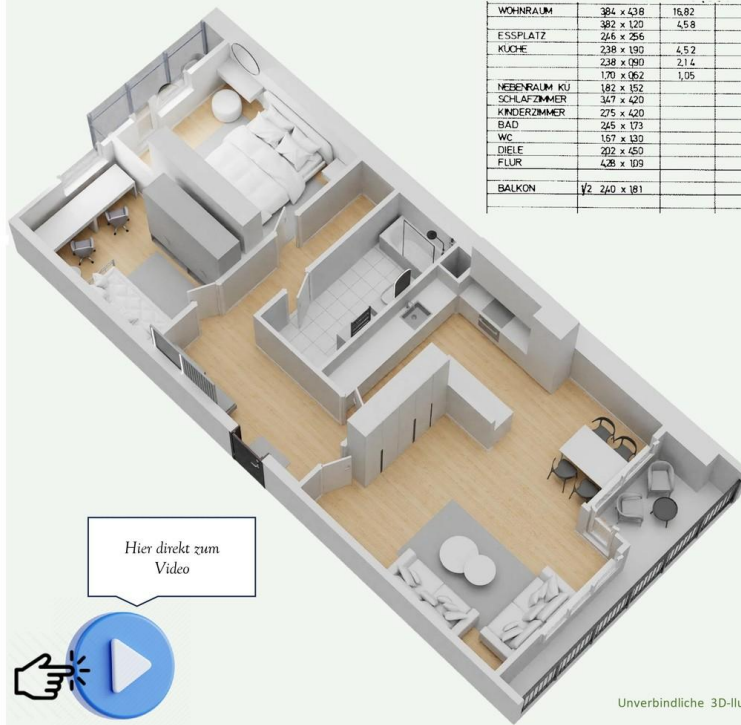 WOHNRAUM 3,84 x 4,38 16,82
3,82 x 1,20 4,58
ESSPLATZ 2,46 x 2,56
KÜCHE 2,38 x 1,90 4,52
2,38 x 0,90 2,14
1,70 x 0,62 1,05
NEBENRAUM KÜ 1,82 x 1,52
SCHLAFZIMMER 3,47 x 4,20
KINDERZIMMER 2,75 x 4,20
BAD 2,45 x 1,73
WC 1,67 x 1,30
DIELE 2,02 x 4,50
FLUR 4,28 x 1,09
BALKON 1/2 2,40 x 1,81
Hier direkt zum
Video
Unverbindliche 3D-Ilu